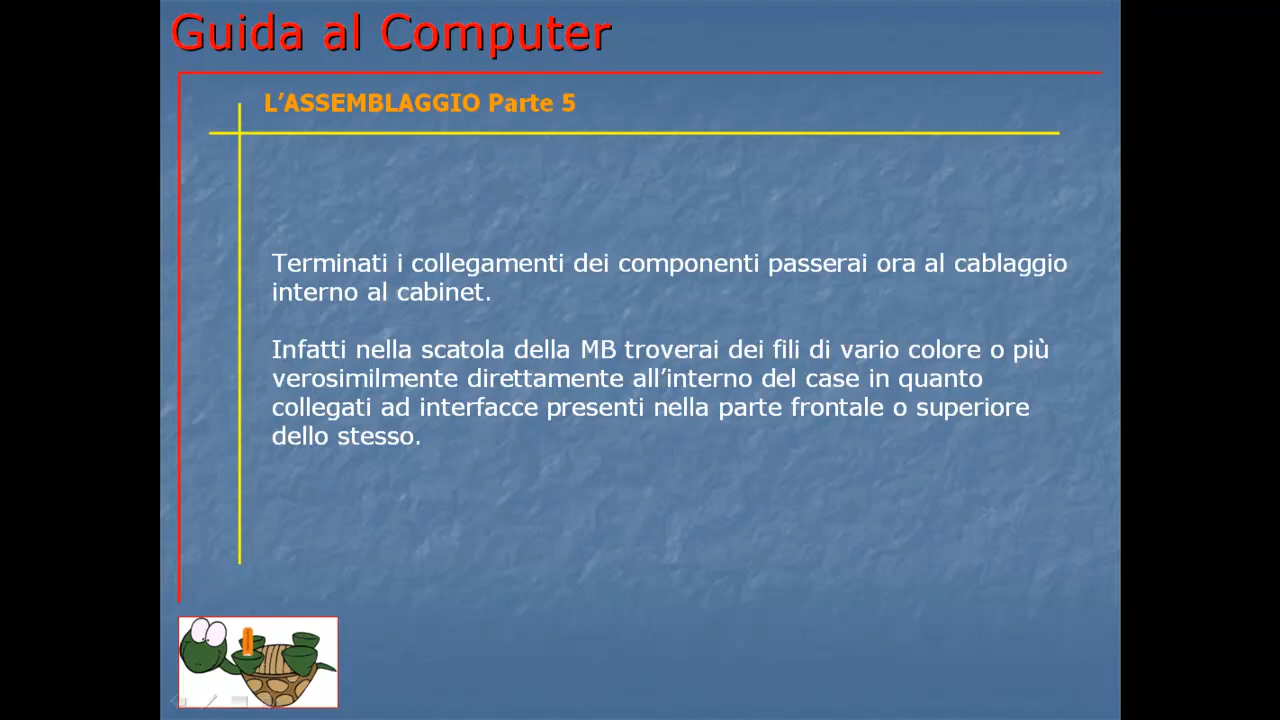 Guida al Computer
L’ASSEMBLAGGIO Parte 5
Terminati i collegamenti dei componenti passerai ora al cablaggio
interno al cabinet.
Infatti nella scatola della MB troverai dei fili di vario colore o più
verosimilmente direttamente all’interno del case in quanto
collegati ad interfacce presenti nella parte frontale o superiore
dello stesso.